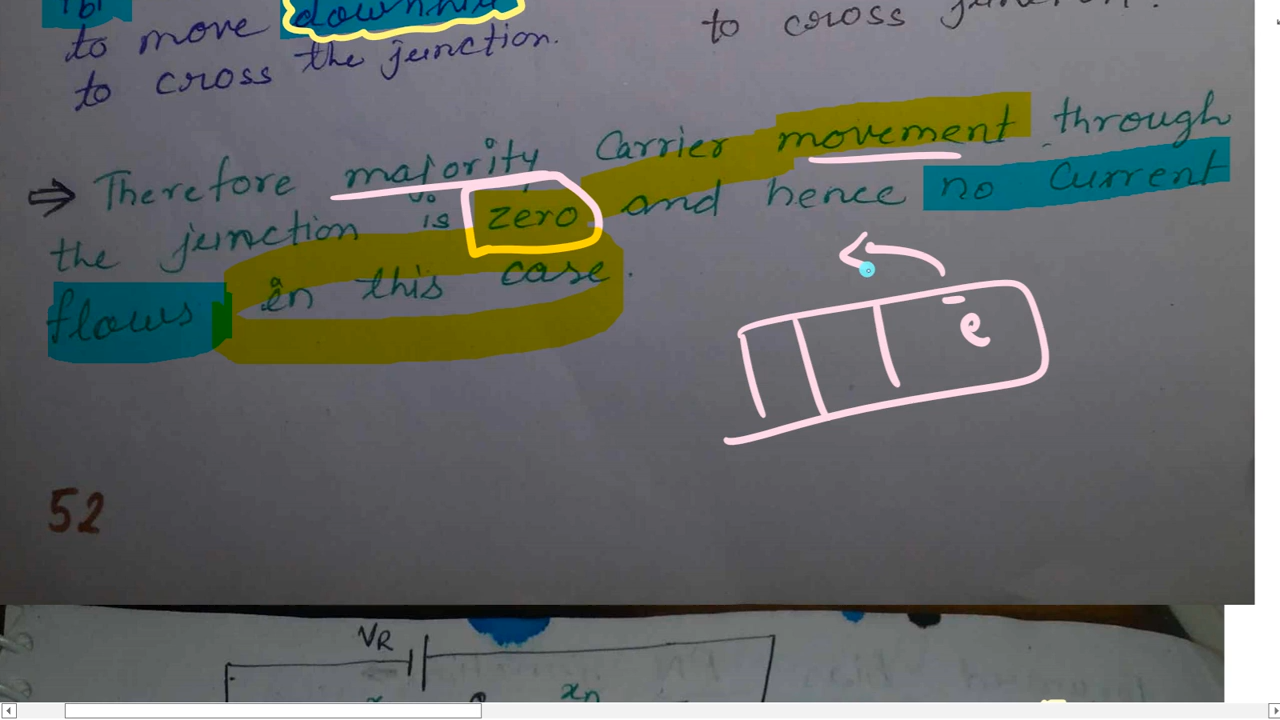 to move downhill
to cross the junction.
to cross
⇒ Therefore majority Carrier movement through
the junction is zero and hence no Current
flows in this case.
e
52
VR
xn